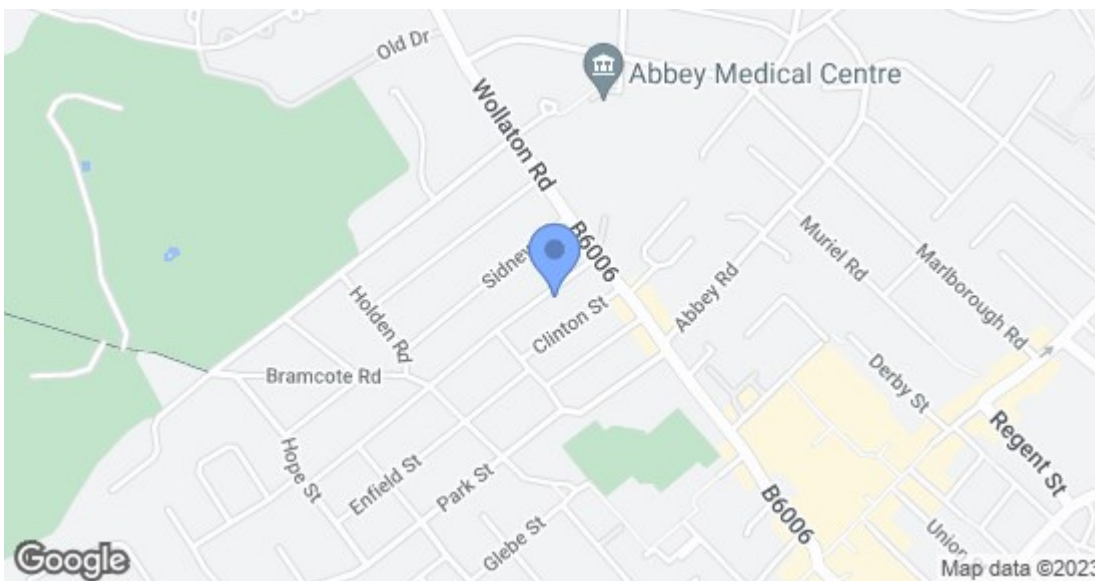 Old Dr
Abbey Medical Centre
Wollaton Rd
B6006
Sidney
Muriel Rd
Marlborough Rd
Holden Rd
Abbey Rd
Clinton St
Bramcote Rd
Derby St
Regent St
Hope St
Enfield St
Park St
B6006
Glebe St
Union
Google
Map data ©2023